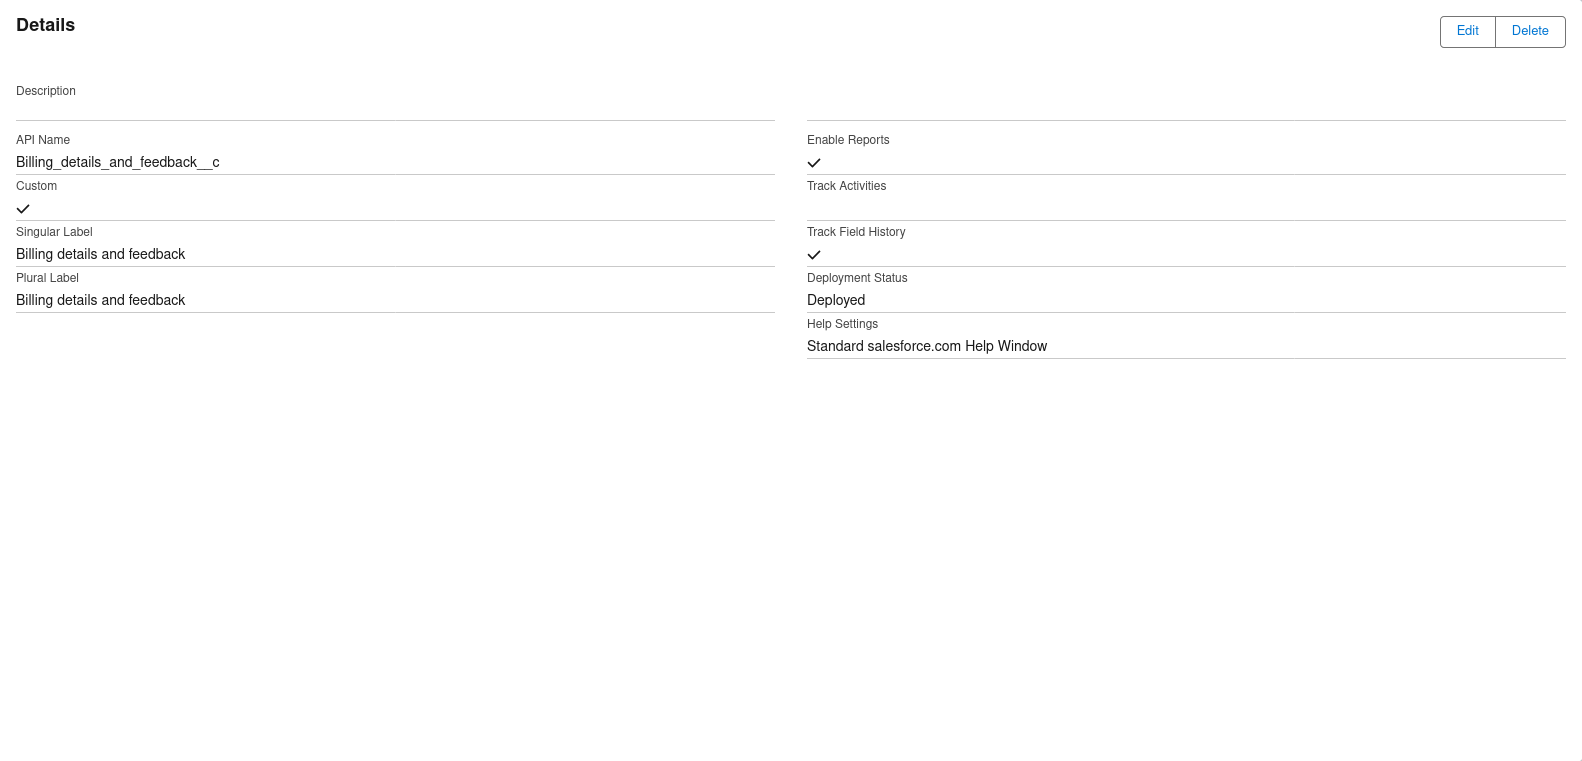 Details
Edit
Delete
Description
API Name
Billing_details_and_feedback__c
Custom
Singular Label
Billing details and feedback
Plural Label
Billing details and feedback
Enable Reports
Track Activities
Track Field History
Deployment Status
Deployed
Help Settings
Standard salesforce.com Help Window